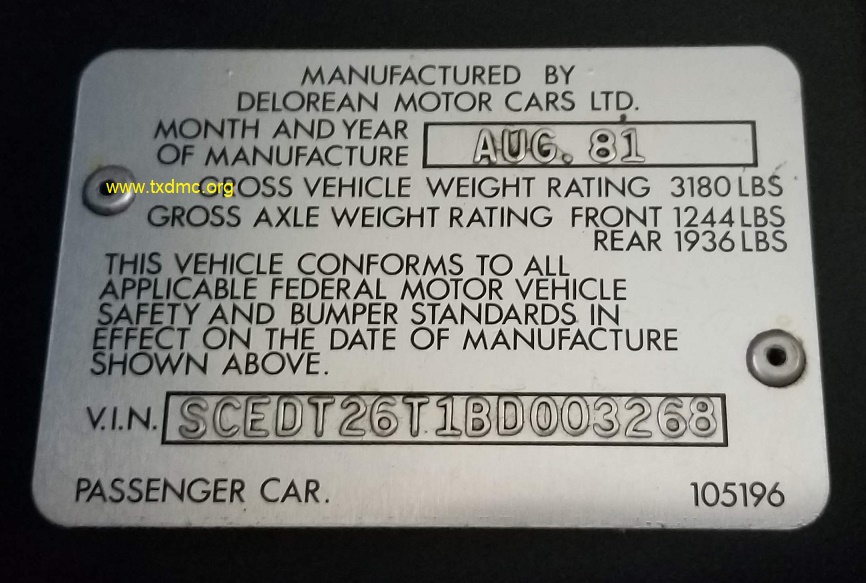 MANUFACTURED BY
DELOREAN MOTOR CARS LTD.
MONTH AND YEAR
OF MANUFACTURE AUG. 81
www.txdmc.org
OSS VEHICLE WEIGHT RATING 3180 LBS
GROSS AXLE WEIGHT RATING FRONT 1244 LBS
REAR 1936 LBS
THIS VEHICLE CONFORMS TO ALL
APPLICABLE FEDERAL MOTOR VEHICLE
SAFETY AND BUMPER STANDARDS IN
EFFECT ON THE DATE OF MANUFACTURE
SHOWN ABOVE.
V.I.N. SCEDT26T1BD003268
PASSENGER CAR. 105196